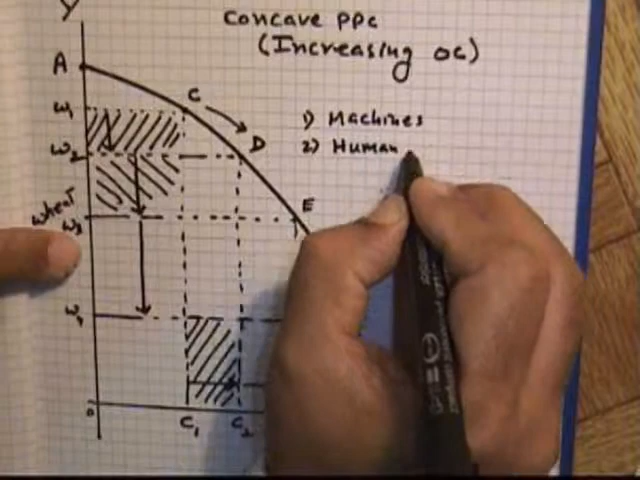 Y
Concave PPC
(Increasing OC)
A
C
W₁
D
1) Machines
W₂
2) Human
E
wheat
W₃
W₄
0
C₁
C₂